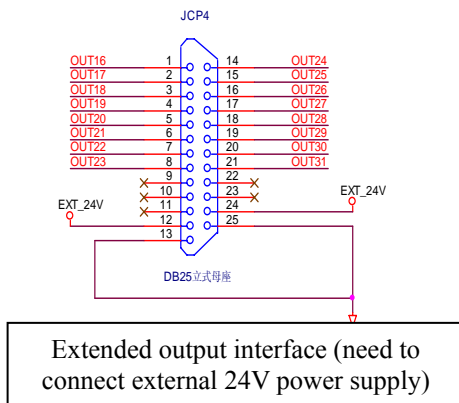 JCP4
OUT16 1 14 OUT24
OUT17 2 15 OUT25
OUT18 3 16 OUT26
OUT19 4 17 OUT27
OUT20 5 18 OUT28
OUT21 6 19 OUT29
OUT22 7 20 OUT30
OUT23 8 21 OUT31
9 22
10 23
EXT_24V 11 24 EXT_24V
12 25
13
DB25立式母座
Extended output interface (need to
connect external 24V power supply)